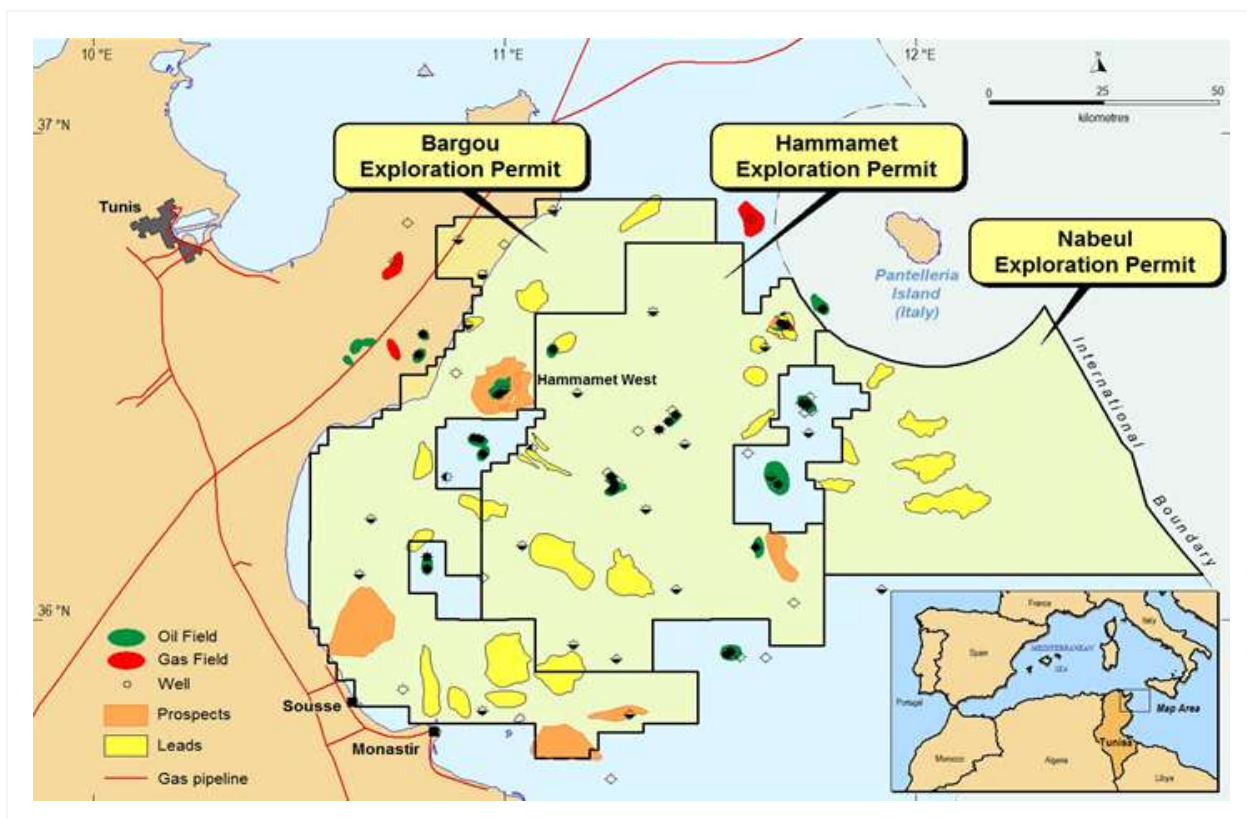 10 °E
11 °E
12 °E
N
0
25
50
kilometres
37 °N
Bargou
Exploration Permit
Hammamet
Exploration Permit
Nabeul
Exploration Permit
Tunis
Pantelleria
Island
(Italy)
International
Boundary
Hammamet West
36 °N
Oil Field
Gas Field
Well
Prospects
Leads
Gas pipeline
Sousse
Monastir
France
Italy
Spain
MEDITERRANEAN
SEA
Portugal
Map Area
Tunisa
Morocco
Algeria
Libya